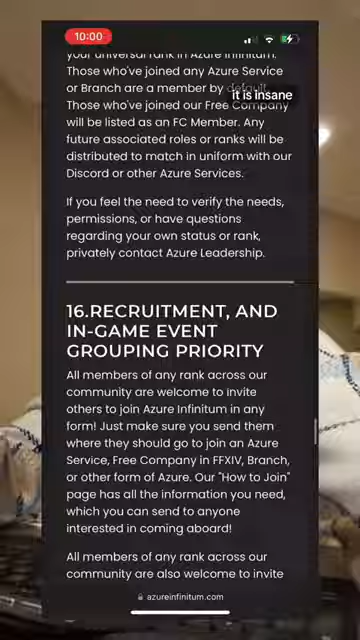 10:00
your universal rank in Azure Infinitum.
Those who've joined any Azure Service
or Branch are a member by default.
it is insane
Those who've joined our Free Company
will be listed as an FC Member. Any
future associated roles or ranks will be
distributed to match in uniform with our
Discord or other Azure Services.
If you feel the need to verify the needs,
permissions, or have questions
regarding your own status or rank,
privately contact Azure Leadership.
16.RECRUITMENT, AND
IN-GAME EVENT
GROUPING PRIORITY
All members of any rank across our
community are welcome to invite
others to join Azure Infinitum in any
form! Just make sure you send them
where they should go to join an Azure
Service, Free Company in FFXIV, Branch,
or other form of Azure. Our "How to Join"
page has all the information you need,
which you can send to anyone
interested in coming aboard!
All members of any rank across our
community are also welcome to invite
azureinfinitum.com